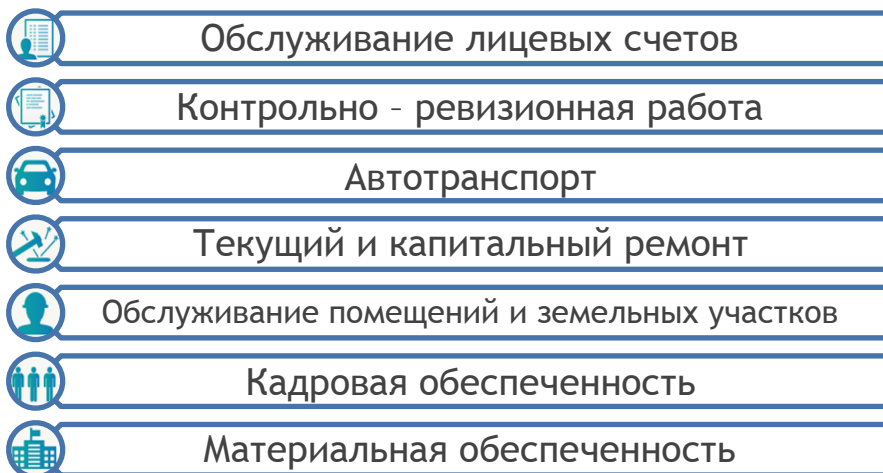 Обслуживание лицевых счетов
Контрольно – ревизионная работа
Автотранспорт
Текущий и капитальный ремонт
Обслуживание помещений и земельных участков
Кадровая обеспеченность
Материальная обеспеченность